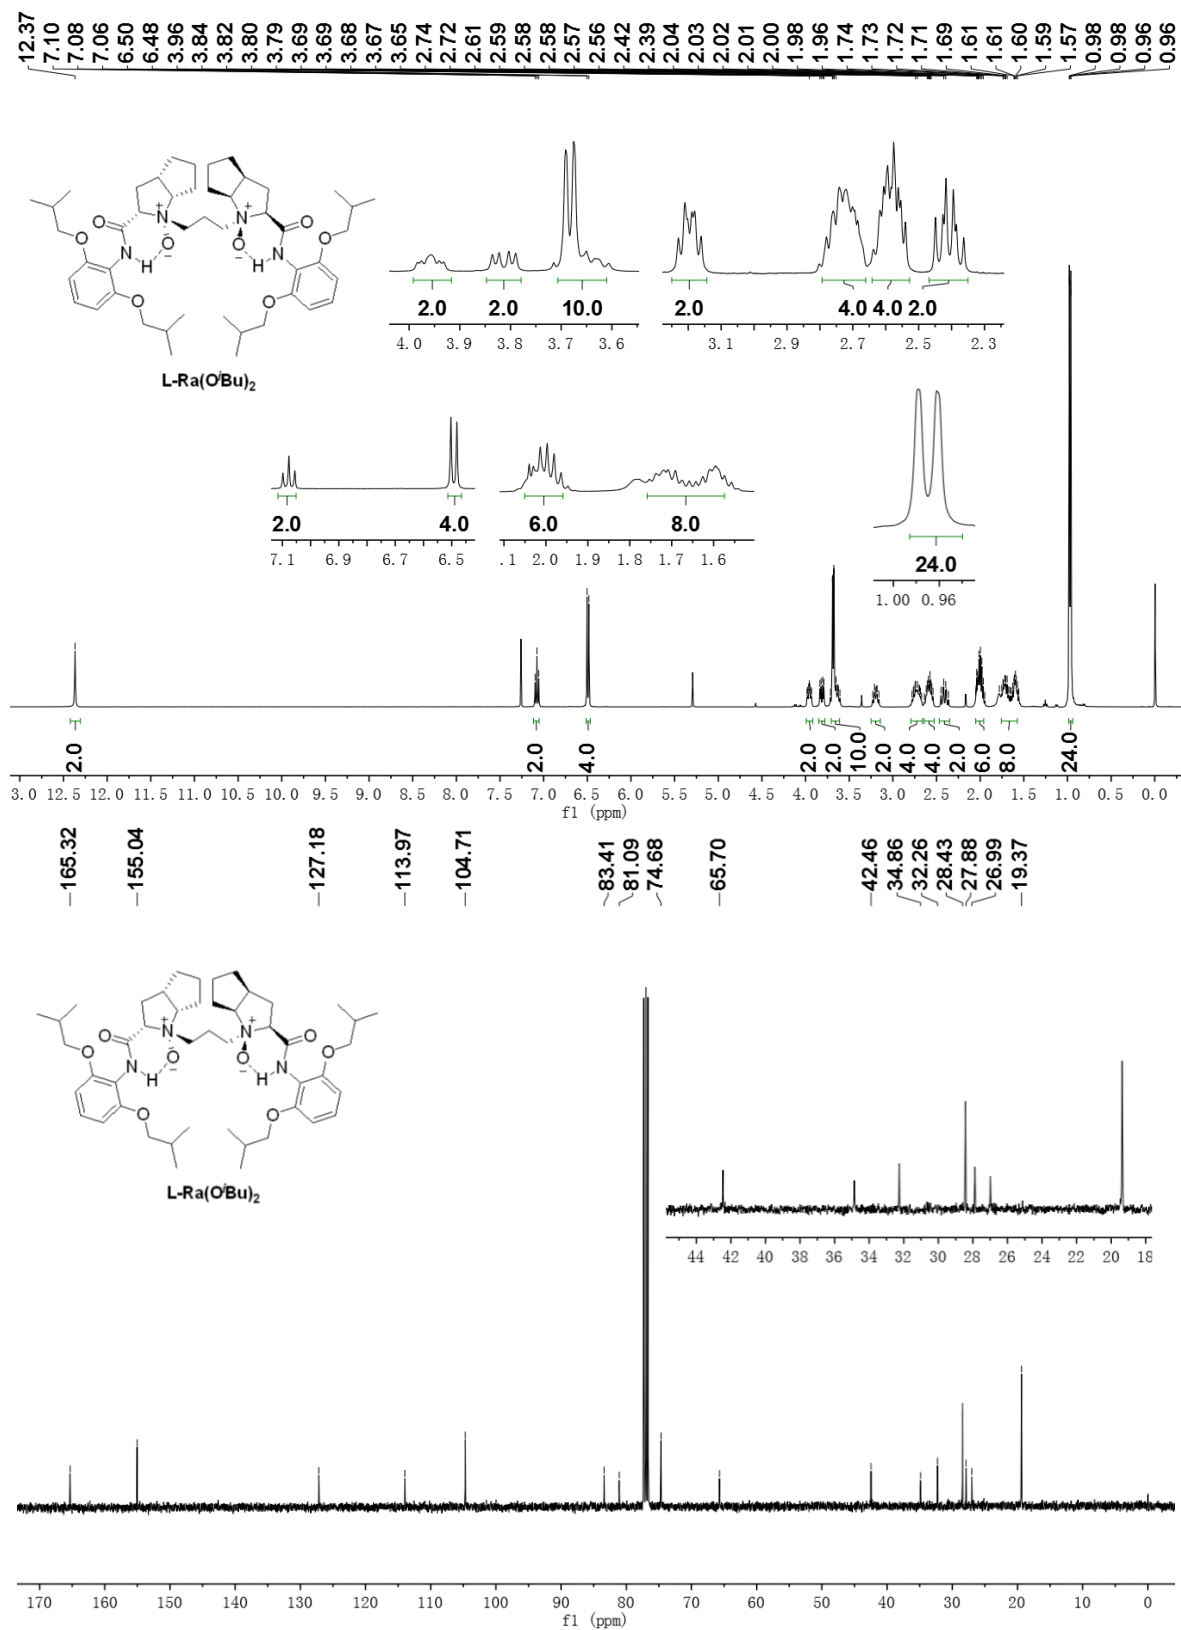 12.37 7.10 7.08 7.06 6.50 6.48 3.96 3.84 3.82 3.80 3.79 3.69 3.69 3.68 3.67 3.65 2.74 2.72 2.61 2.59 2.58 2.58 2.57 2.56 2.42 2.39 2.04 2.03 2.02 2.01 2.00 1.98 1.96 1.74 1.73 1.72 1.71 1.69 1.61 1.61 1.60 1.59 1.57 0.98 0.98 0.96 0.96
O N + O − H N O O
N + O − H N O O O
L-Ra(OⁱBu)₂
2.0 2.0 10.0
4.0 3.9 3.8 3.7 3.6
2.0 4.0 4.0 2.0
3.1 2.9 2.7 2.5 2.3
2.0 4.0
7.1 6.9 6.7 6.5
6.0 8.0
.1 2.0 1.9 1.8 1.7 1.6
24.0
1.00 0.96
2.0 2.0 4.0 2.0 2.0 10.0 2.0 4.0 4.0 2.0 6.0 8.0 24.0
3.0 12.5 12.0 11.5 11.0 10.5 10.0 9.5 9.0 8.5 8.0 7.5 7.0 6.5 6.0 5.5 5.0 4.5 4.0 3.5 3.0 2.5 2.0 1.5 1.0 0.5 0.0
f1 (ppm)
165.32 155.04 127.18 113.97 104.71 83.41 81.09 74.68 65.70 42.46 34.86 32.26 28.43 27.88 26.99 19.37
O N + O − H N O O
N + O − H N O O O
L-Ra(OⁱBu)₂
44 42 40 38 36 34 32 30 28 26 24 22 20 18
170 160 150 140 130 120 110 100 90 80 70 60 50 40 30 20 10 0
f1 (ppm)